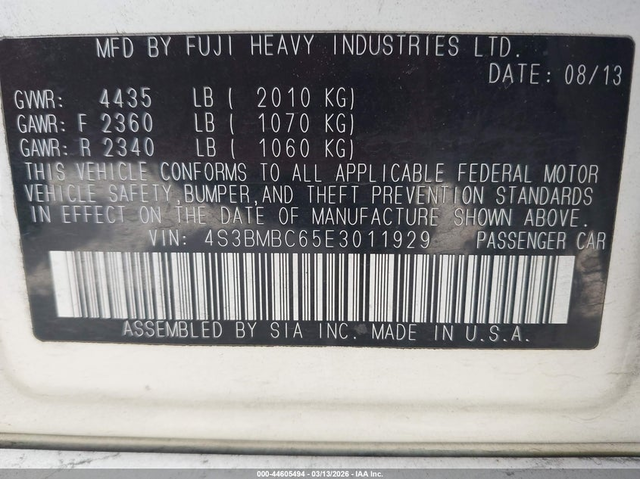 MFD BY FUJI HEAVY INDUSTRIES LTD.
DATE: 08/13
GVWR: 4435 LB ( 2010 KG)
GAWR: F 2360 LB ( 1070 KG)
GAWR: R 2340 LB ( 1060 KG)
THIS VEHICLE CONFORMS TO ALL APPLICABLE FEDERAL MOTOR
VEHICLE SAFETY,BUMPER,AND THEFT PREVENTION STANDARDS
IN EFFECT ON THE DATE OF MANUFACTURE SHOWN ABOVE.
VIN: 4S3BMBC65E3011929 PASSENGER CAR
ASSEMBLED BY SIA INC. MADE IN U.S.A.
000-44605494 | 03/13/2026 | IAA Inc.